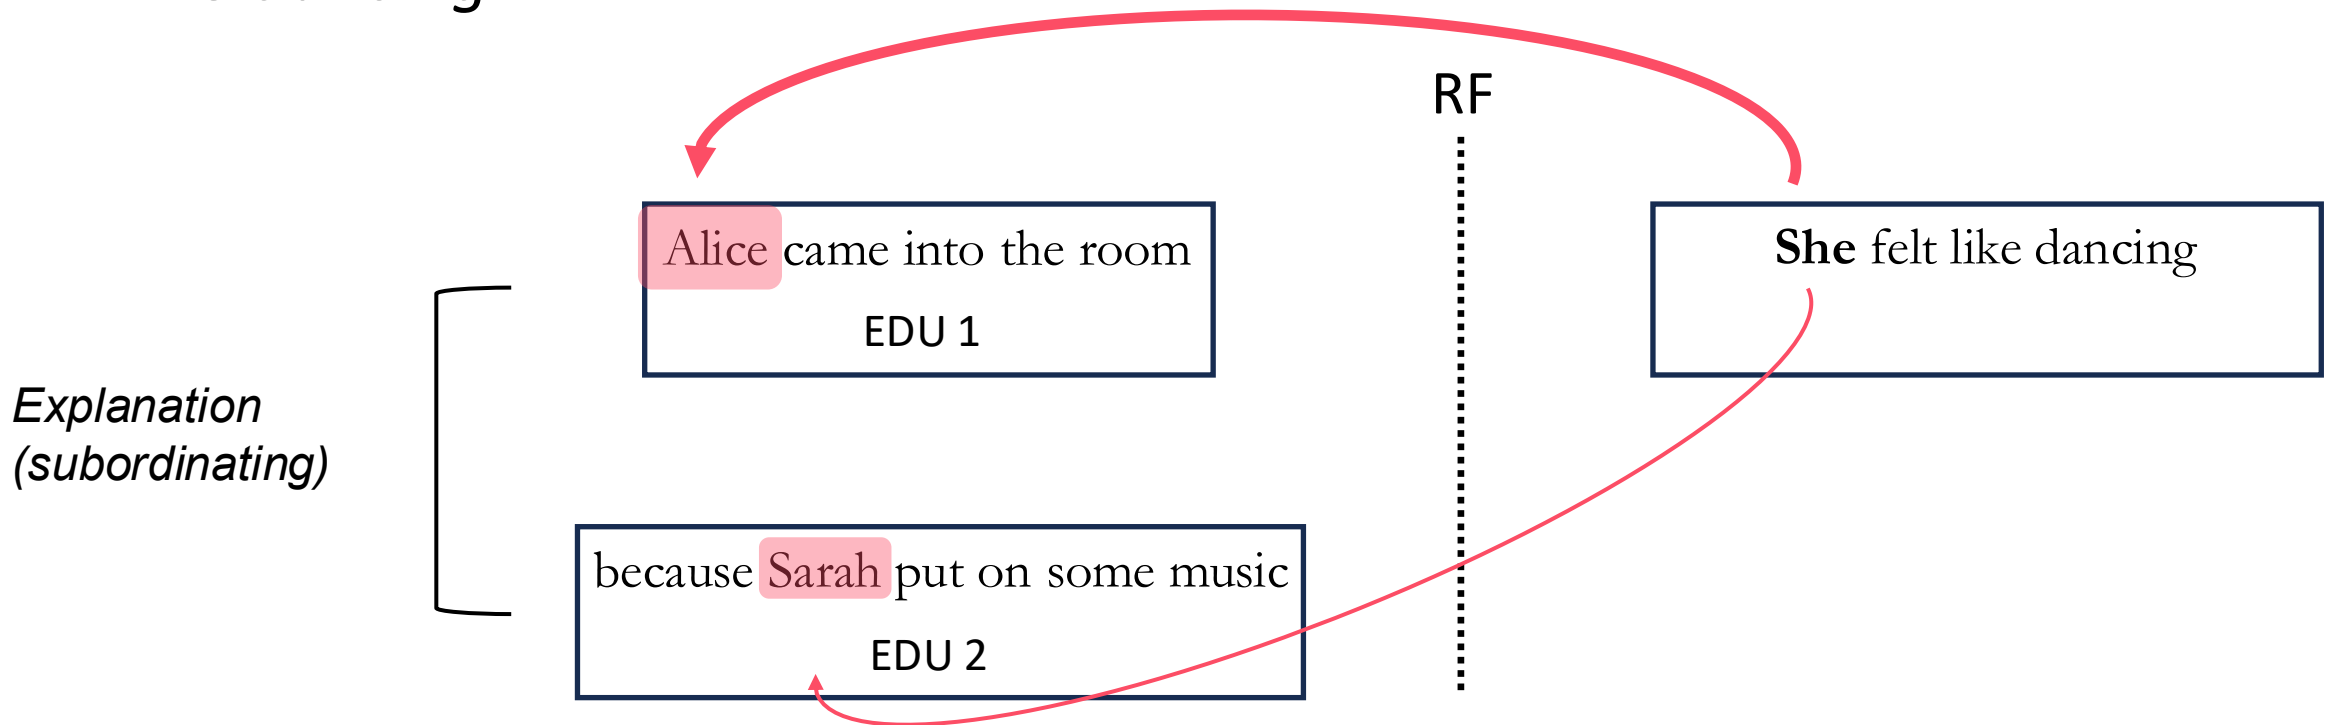 RF
Alice came into the room
EDU 1
She felt like dancing
Explanation
(subordinating)
because Sarah put on some music
EDU 2